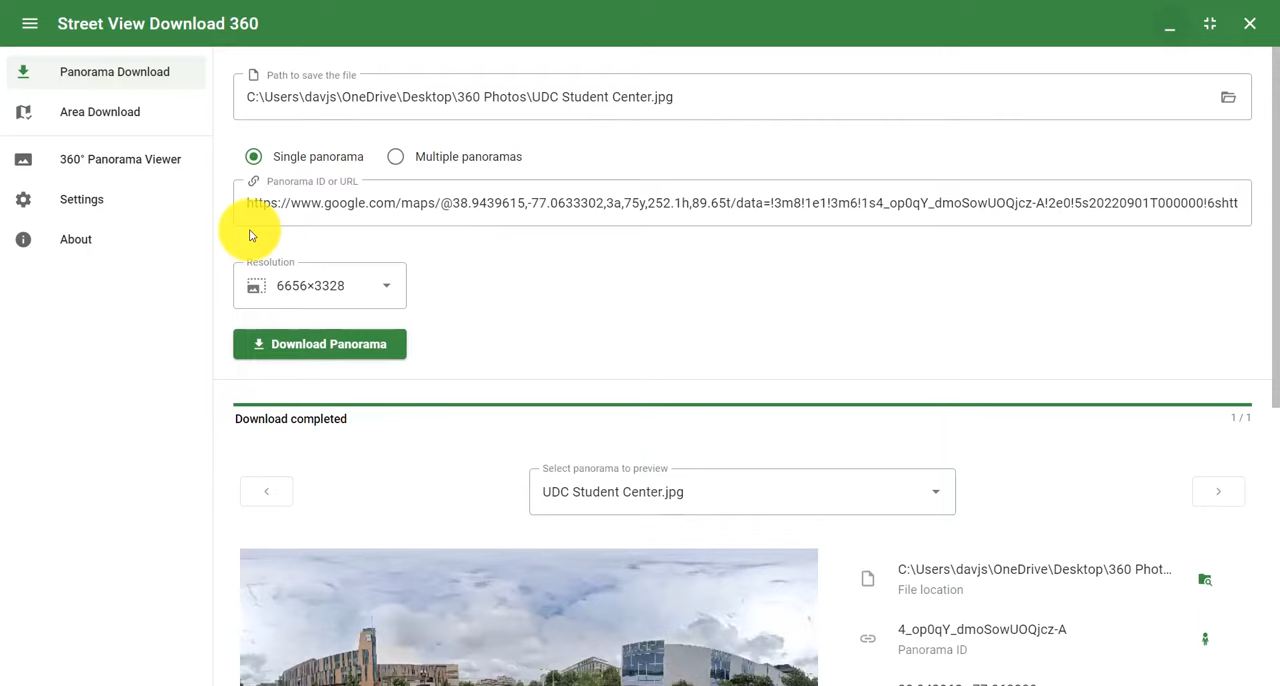 Street View Download 360
Panorama Download
Area Download
360° Panorama Viewer
Settings
About
Path to save the file
C:\Users\davjs\OneDrive\Desktop\360 Photos\UDC Student Center.jpg
Single panorama
Multiple panoramas
Panorama ID or URL
https://www.google.com/maps/@38.9439615,-77.0633302,3a,75y,252.1h,89.65t/data=!3m8!1e1!3m6!1s4_op0qY_dmoSowUOQjcz-A!2e0!5s20220901T000000!6shtt
Resolution
6656×3328
Download Panorama
Download completed
1 / 1
Select panorama to preview
UDC Student Center.jpg
C:\Users\davjs\OneDrive\Desktop\360 Phot...
File location
4_op0qY_dmoSowUOQjcz-A
Panorama ID